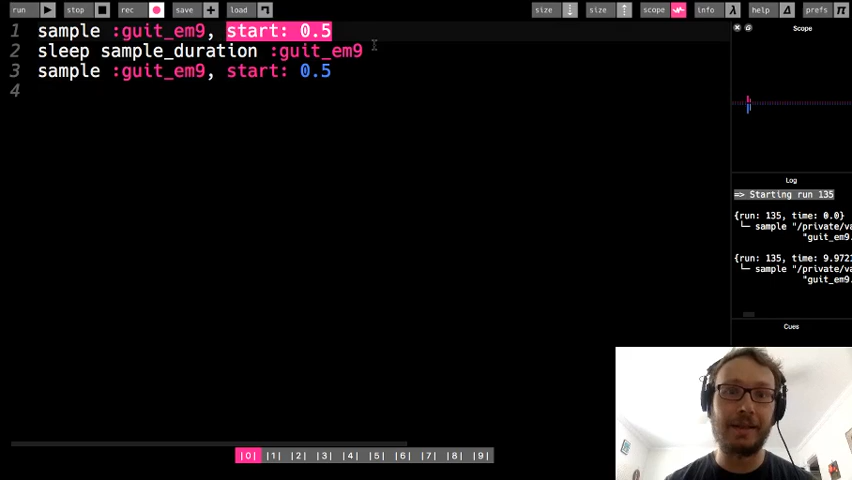 run stop rec save load size size scope info help prefs
1 sample :guit_em9, start: 0.5
2 sleep sample_duration :guit_em9
3 sample :guit_em9, start: 0.5
4
Scope
Log
=> Starting run 135
{run: 135, time: 0.0}
└─ sample "/private/va
"guit_em9.
{run: 135, time: 9.9721
└─ sample "/private/va
"guit_em9.
Cues
|0| |1| |2| |3| |4| |5| |6| |7| |8| |9|